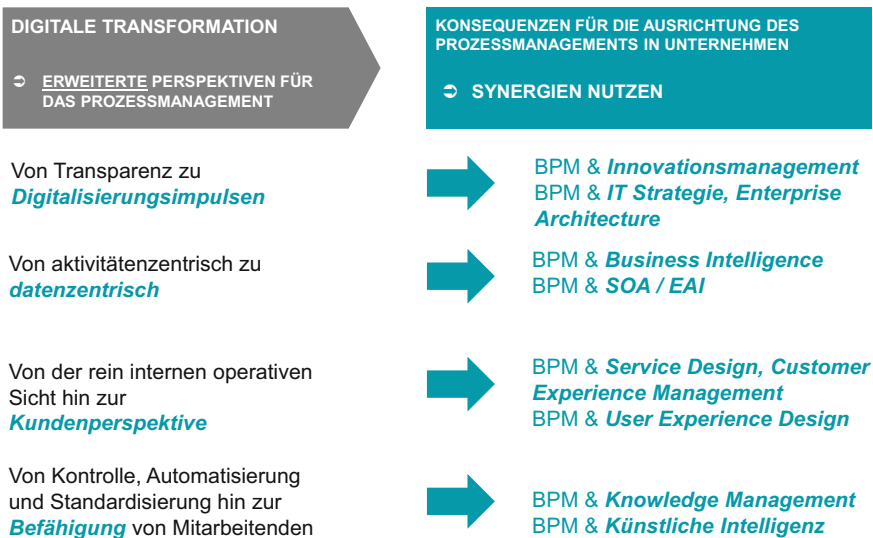 DIGITALE TRANSFORMATION
➲ ERWEITERTE PERSPEKTIVEN FÜR
DAS PROZESSMANAGEMENT
KONSEQUENZEN FÜR DIE AUSRICHTUNG DES
PROZESSMANAGEMENTS IN UNTERNEHMEN
➲ SYNERGIEN NUTZEN
Von Transparenz zu
Digitalisierungsimpulsen
BPM & Innovationsmanagement
BPM & IT Strategie, Enterprise
Architecture
Von aktivitätenzentrisch zu
datenzentrisch
BPM & Business Intelligence
BPM & SOA / EAI
Von der rein internen operativen
Sicht hin zur
Kundenperspektive
BPM & Service Design, Customer
Experience Management
BPM & User Experience Design
Von Kontrolle, Automatisierung
und Standardisierung hin zur
Befähigung von Mitarbeitenden
BPM & Knowledge Management
BPM & Künstliche Intelligenz